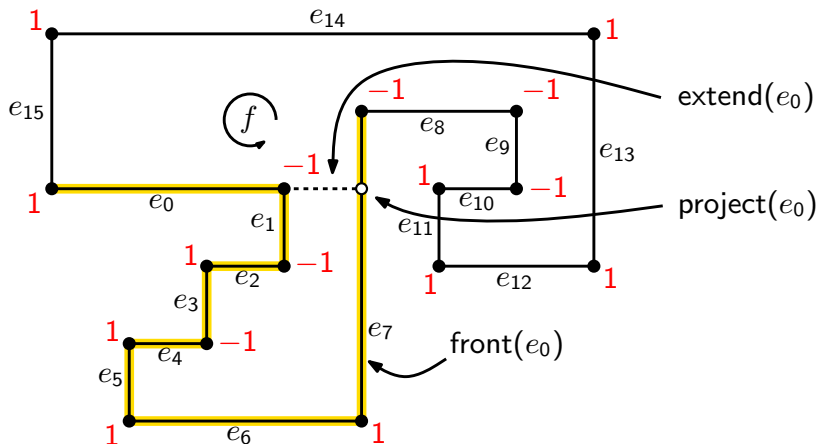 1 e14 1
−1 −1
e8
extend(e0)
e15 f
e9 e13
−1
1 1 −1
e0 e10
e1 e11 project(e0)
1 −1
e2 1 e12 1
e3 e7
1 −1 front(e0)
e4
e5
1 e6 1